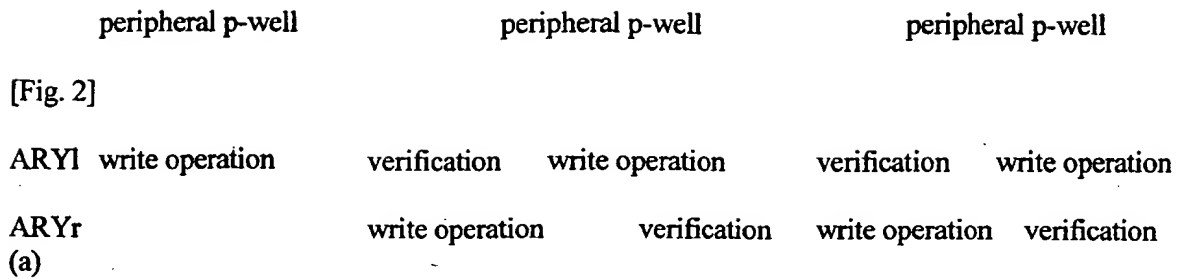 peripheral p-well peripheral p-well peripheral p-well
[Fig. 2]
ARYl write operation verification write operation verification write operation
ARYr write operation verification write operation verification
(a)